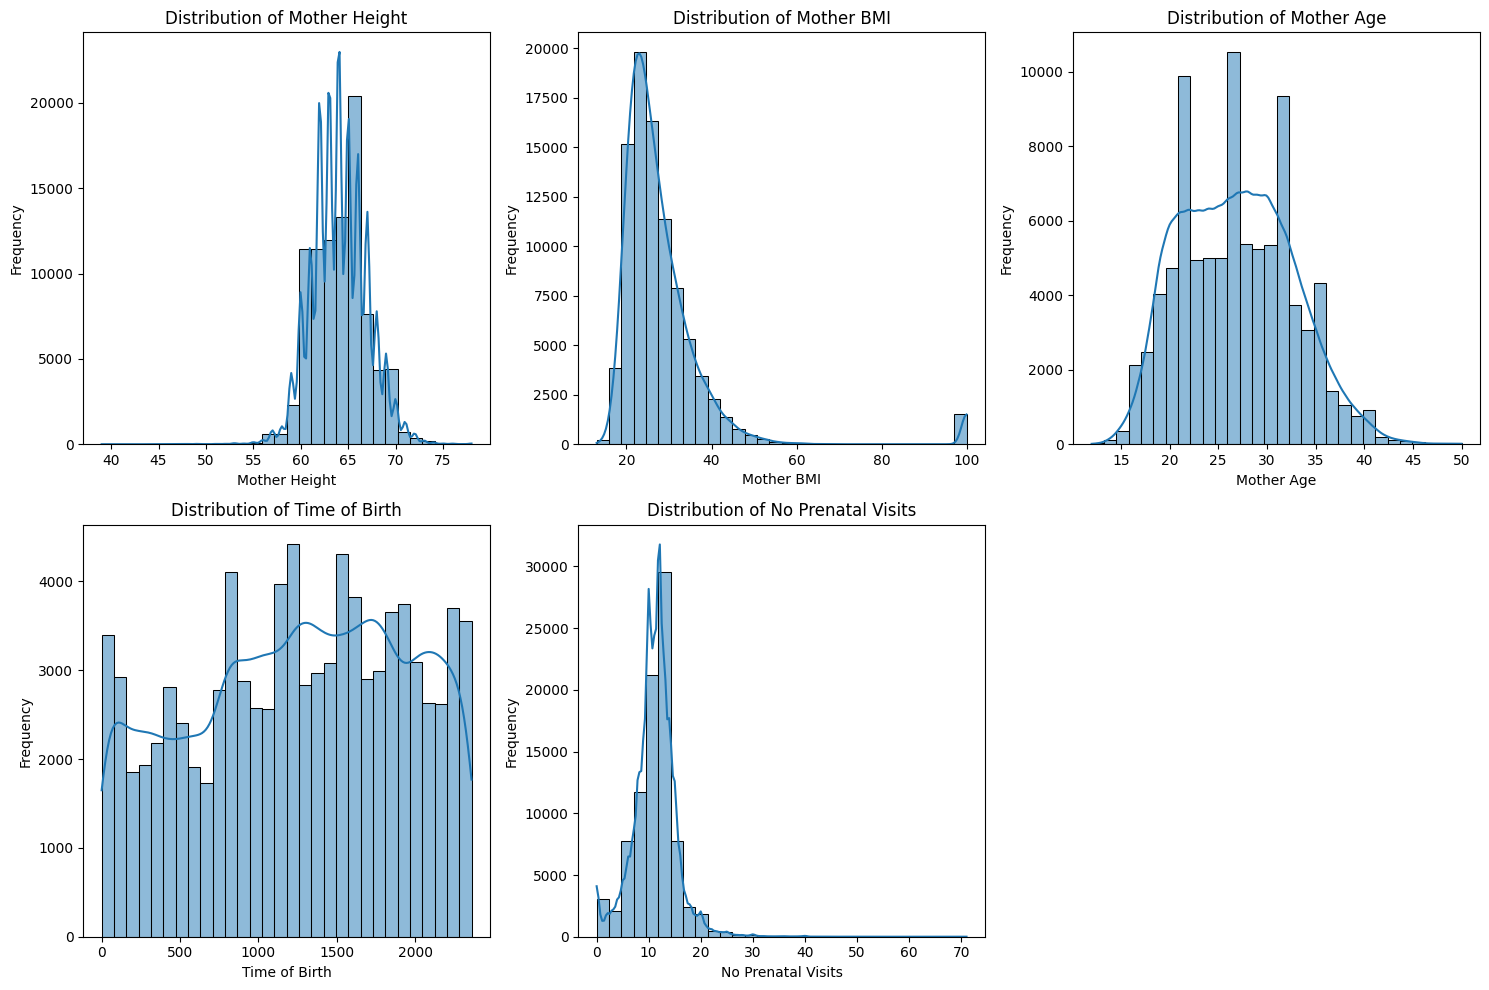 Distribution of Mother Height
Frequency
20000
15000
10000
5000
0
40 45 50 55 60 65 70 75
Mother Height
Distribution of Mother BMI
Frequency
20000
17500
15000
12500
10000
7500
5000
2500
0
20 40 60 80 100
Mother BMI
Distribution of Mother Age
Frequency
10000
8000
6000
4000
2000
0
15 20 25 30 35 40 45 50
Mother Age
Distribution of Time of Birth
Frequency
4000
3000
2000
1000
0
0 500 1000 1500 2000
Time of Birth
Distribution of No Prenatal Visits
Frequency
30000
25000
20000
15000
10000
5000
0
0 10 20 30 40 50 60 70
No Prenatal Visits